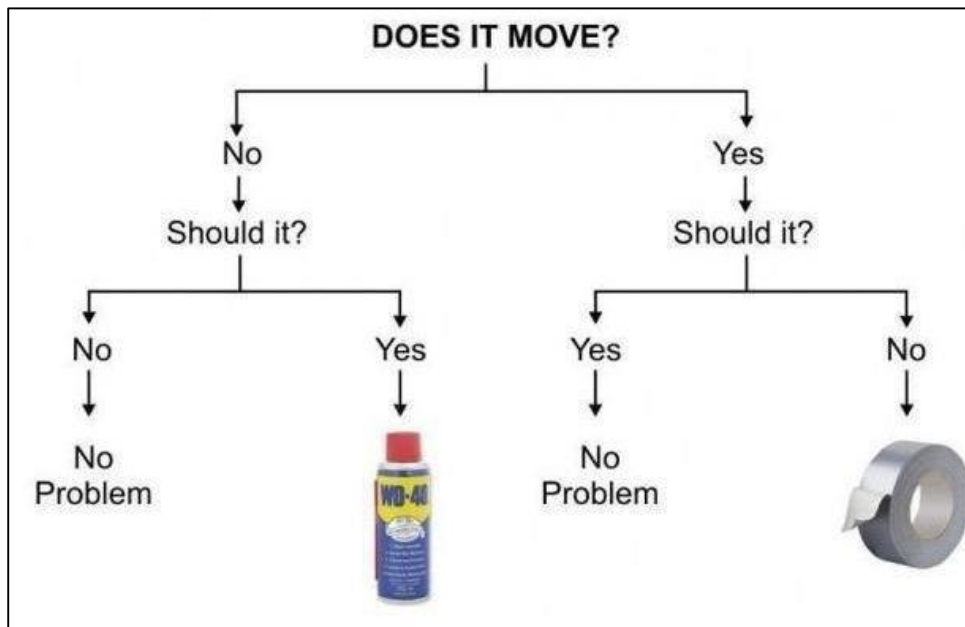 DOES IT MOVE?
No
Yes
Should it?
Should it?
No
Yes
Yes
No
No
Problem
No
Problem
WD-40